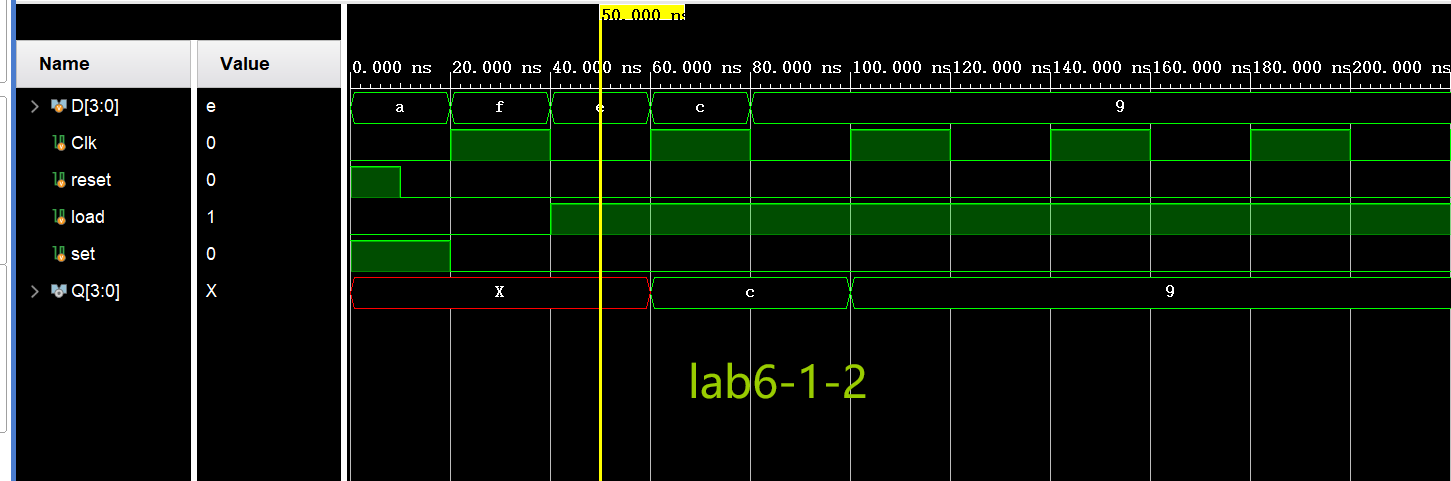 50.000 ns
Name Value
0.000 ns 20.000 ns 40.000 ns 60.000 ns 80.000 ns 100.000 ns 120.000 ns 140.000 ns 160.000 ns 180.000 ns 200.000 ns
D[3:0] e a f e c 9
Clk 0
reset 0
load 1
set 0
Q[3:0] X X c 9
lab6-1-2